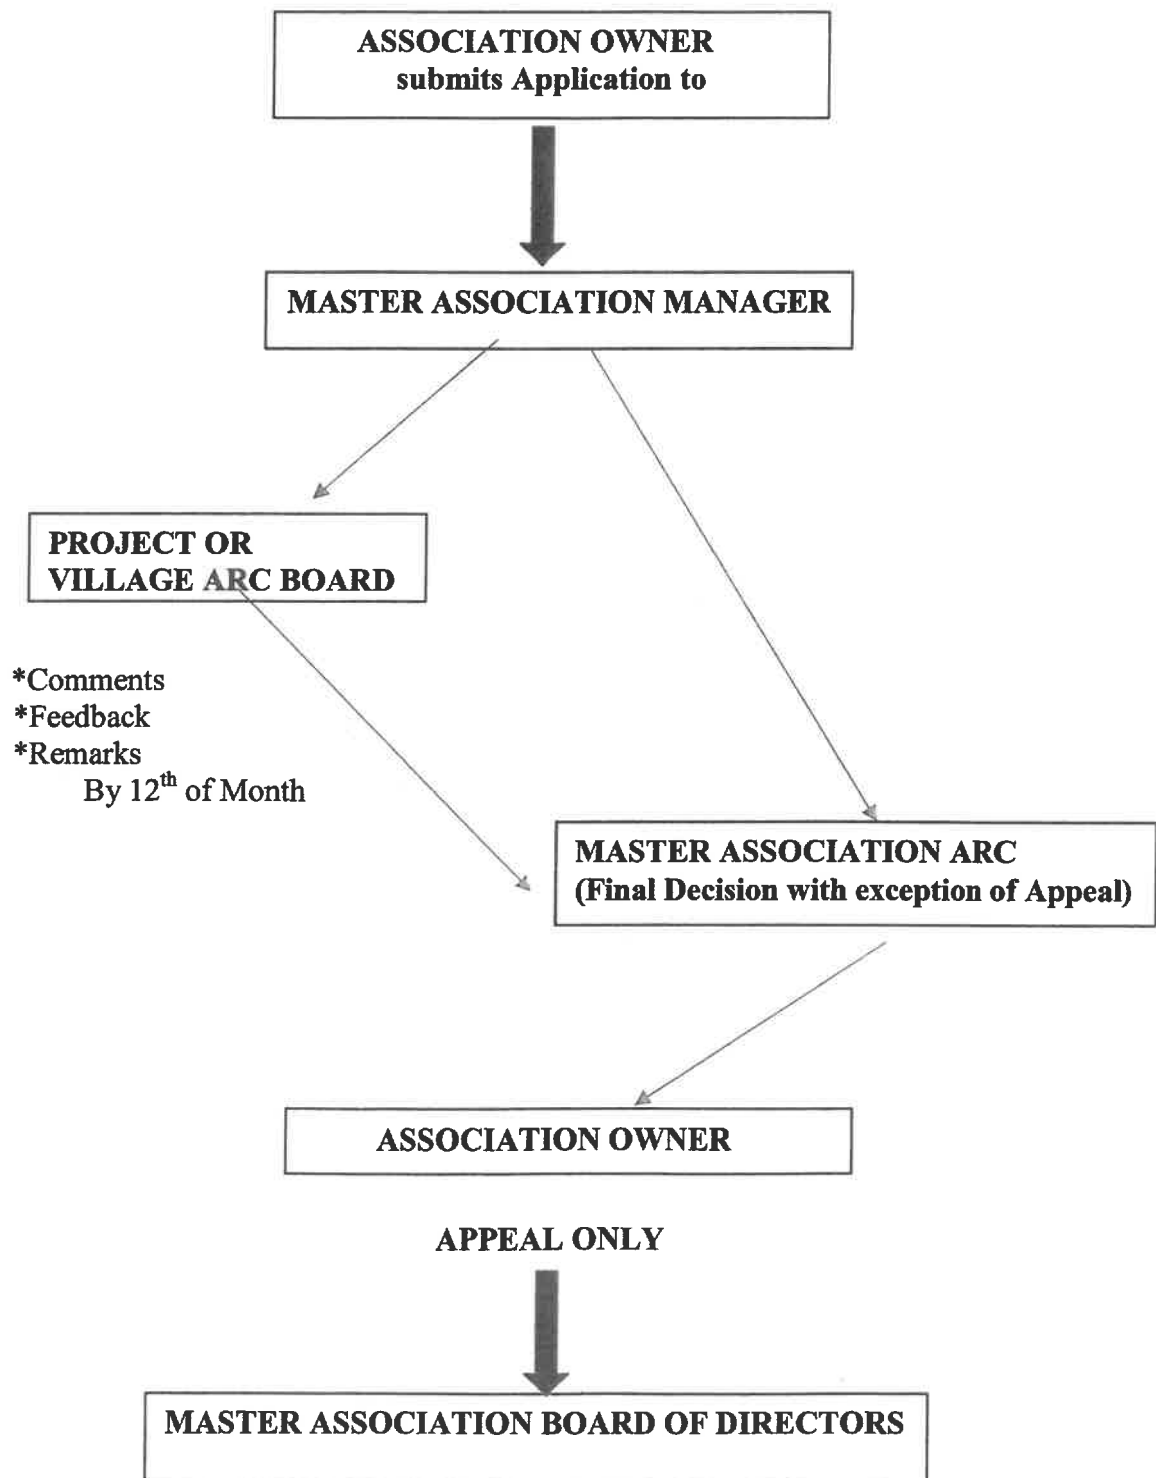 ASSOCIATION OWNER
submits Application to
MASTER ASSOCIATION MANAGER
PROJECT OR
VILLAGE ARC BOARD
*Comments
*Feedback
*Remarks
By 12th of Month
MASTER ASSOCIATION ARC
(Final Decision with exception of Appeal)
ASSOCIATION OWNER
APPEAL ONLY
MASTER ASSOCIATION BOARD OF DIRECTORS